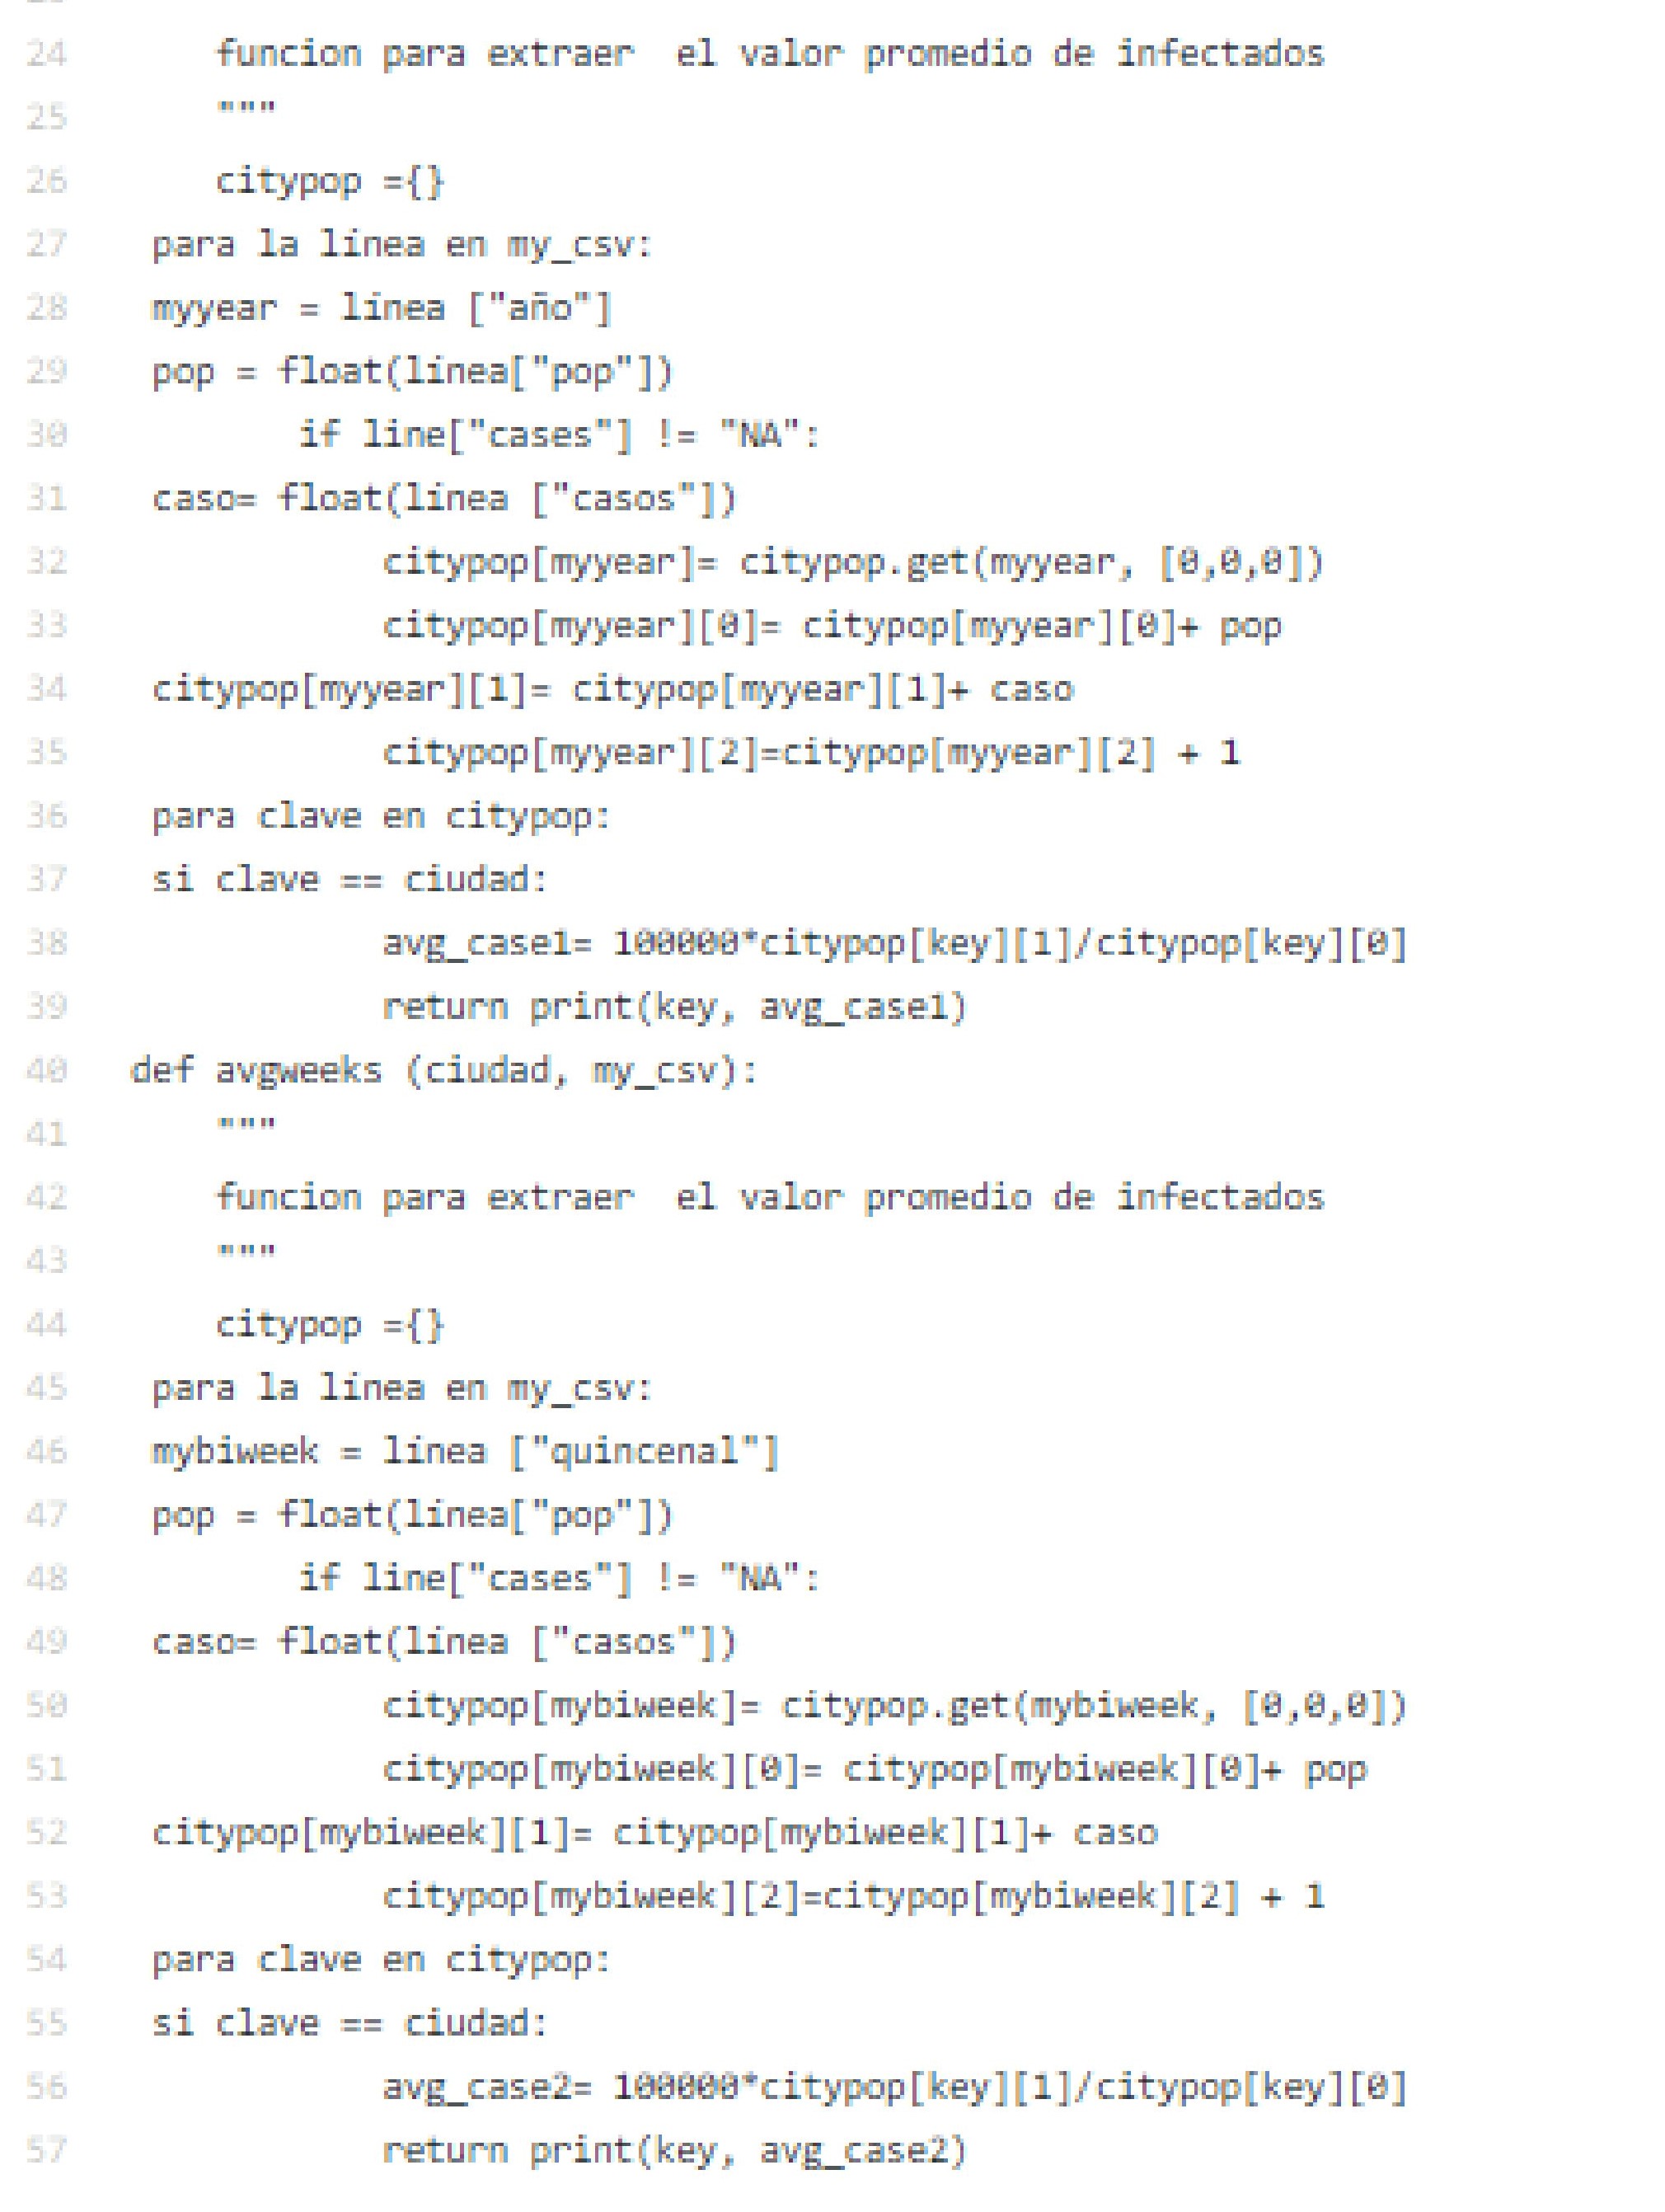 24 funcion para extraer  el valor promedio de infectados
25 """
26 citypop ={}
27 para la línea en my_csv:
28 myyear = línea ["año"]
29 pop = float(línea["pop"])
30 if line["cases"] != "NA":
31 caso= float(línea ["casos"])
32 citypop[myyear]= citypop.get(myyear, [0,0,0])
33 citypop[myyear][0]= citypop[myyear][0]+ pop
34 citypop[myyear][1]= citypop[myyear][1]+ caso
35 citypop[myyear][2]=citypop[myyear][2] + 1
36 para clave en citypop:
37 si clave == ciudad:
38 avg_case1= 100000*citypop[key][1]/citypop[key][0]
39 return print(key, avg_case1)
40 def avgweeks (ciudad, my_csv):
41 """
42 funcion para extraer  el valor promedio de infectados
43 """
44 citypop ={}
45 para la línea en my_csv:
46 mybiweek = línea ["quincenal"]
47 pop = float(línea["pop"])
48 if line["cases"] != "NA":
49 caso= float(línea ["casos"])
50 citypop[mybiweek]= citypop.get(mybiweek, [0,0,0])
51 citypop[mybiweek][0]= citypop[mybiweek][0]+ pop
52 citypop[mybiweek][1]= citypop[mybiweek][1]+ caso
53 citypop[mybiweek][2]=citypop[mybiweek][2] + 1
54 para clave en citypop:
55 si clave == ciudad:
56 avg_case2= 100000*citypop[key][1]/citypop[key][0]
57 return print(key, avg_case2)